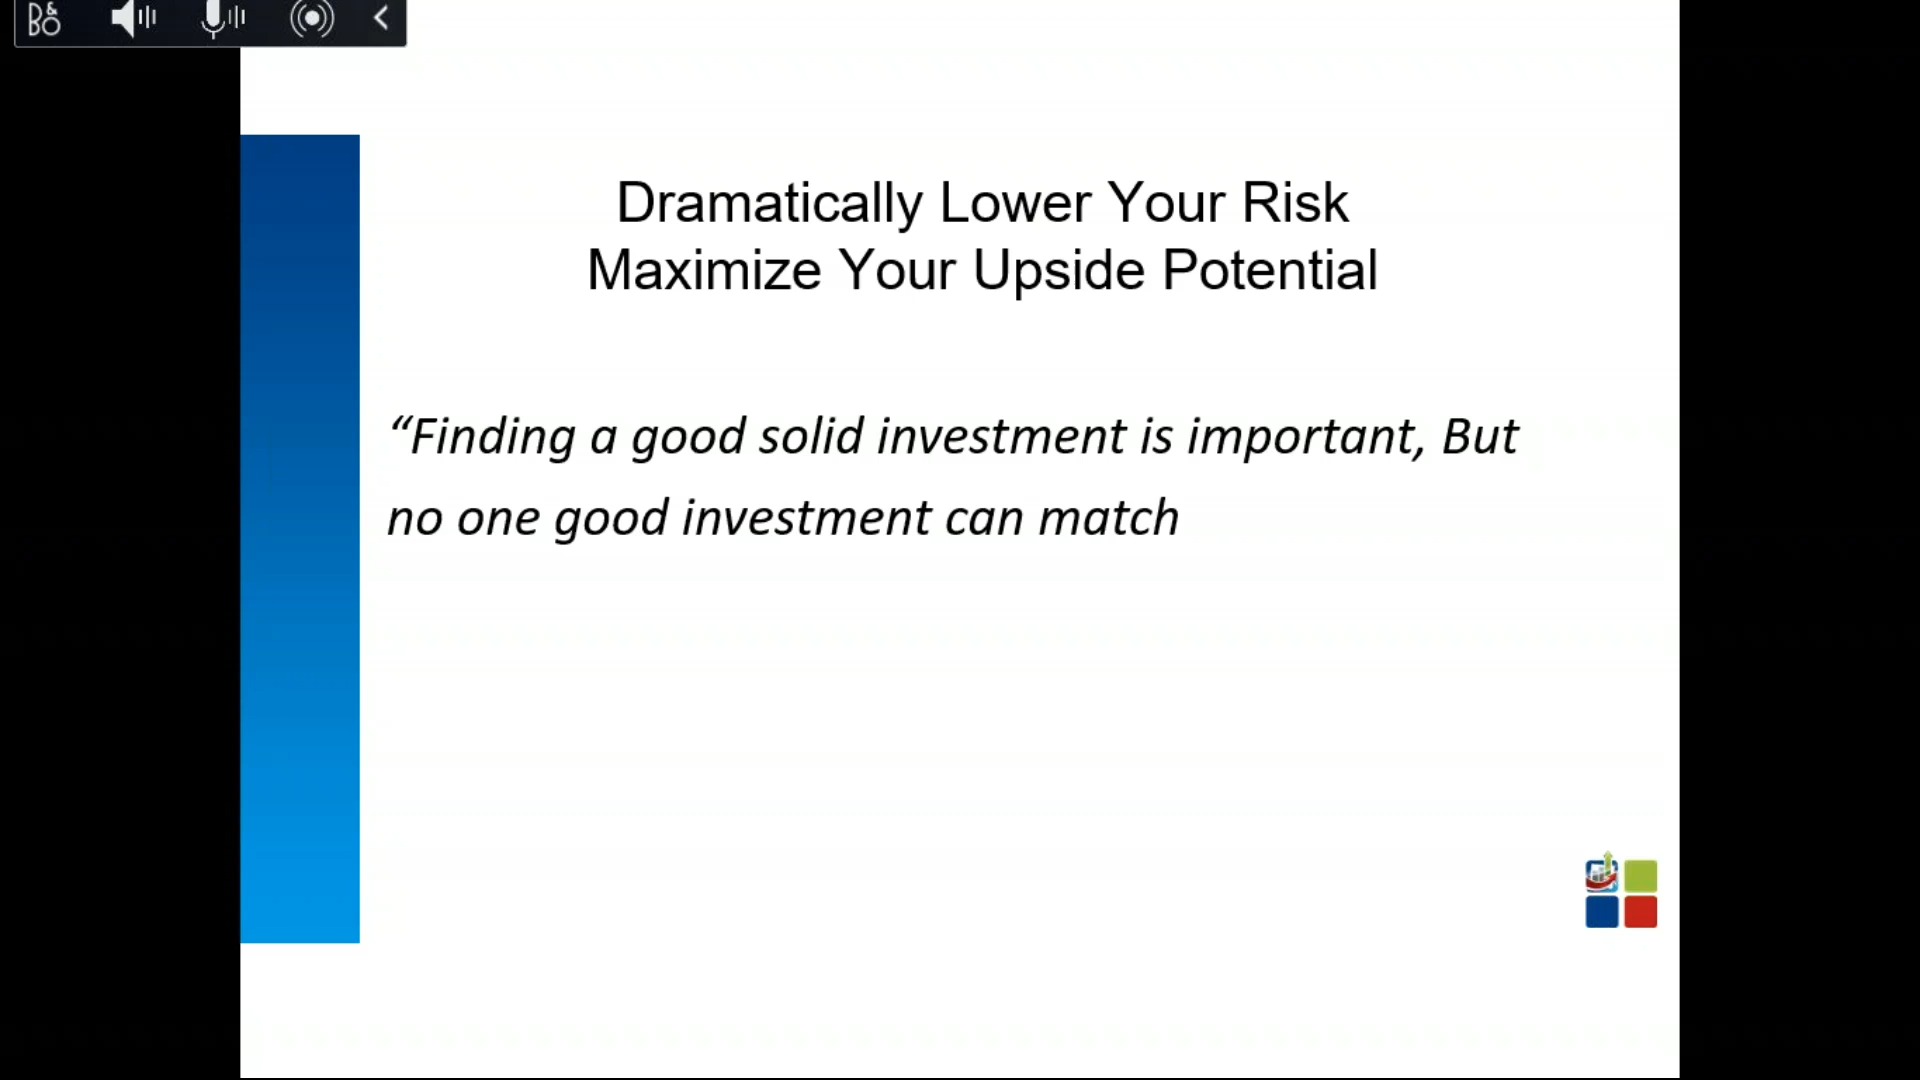 B&O
Dramatically Lower Your Risk
Maximize Your Upside Potential
“Finding a good solid investment is important, But
no one good investment can match